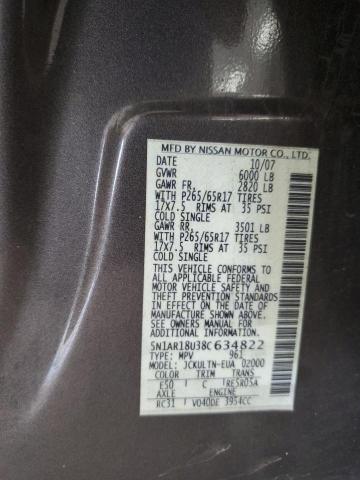 MFD BY NISSAN MOTOR CO., LTD.
DATE 10/07
GVWR 6000 LB
GAWR FR, 2820 LB
WITH P265/65R17 TIRES
17X7.5 RIMS AT 35 PSI
COLD SINGLE
GAWR RR, 3501 LB
WITH P265/65R17 TIRES
17X7.5 RIMS AT 35 PSI
COLD SINGLE
THIS VEHICLE CONFORMS TO
ALL APPLICABLE FEDERAL
MOTOR VEHICLE SAFETY AND
THEFT PREVENTION STANDARDS
IN EFFECT ON THE DATE OF
MANUFACTURE SHOWN ABOVE.
SEE OWNERS MANUAL FOR
ADDITIONAL INFORMATION.
5N1AR18U38C634822
TYPE: MPV 961
MODEL: JCKULTN-EUA 02000
COLOR TRIM TRANS
E50 C RE5R05A
AXLE ENGINE
RC31 VQ40DE 3954CC